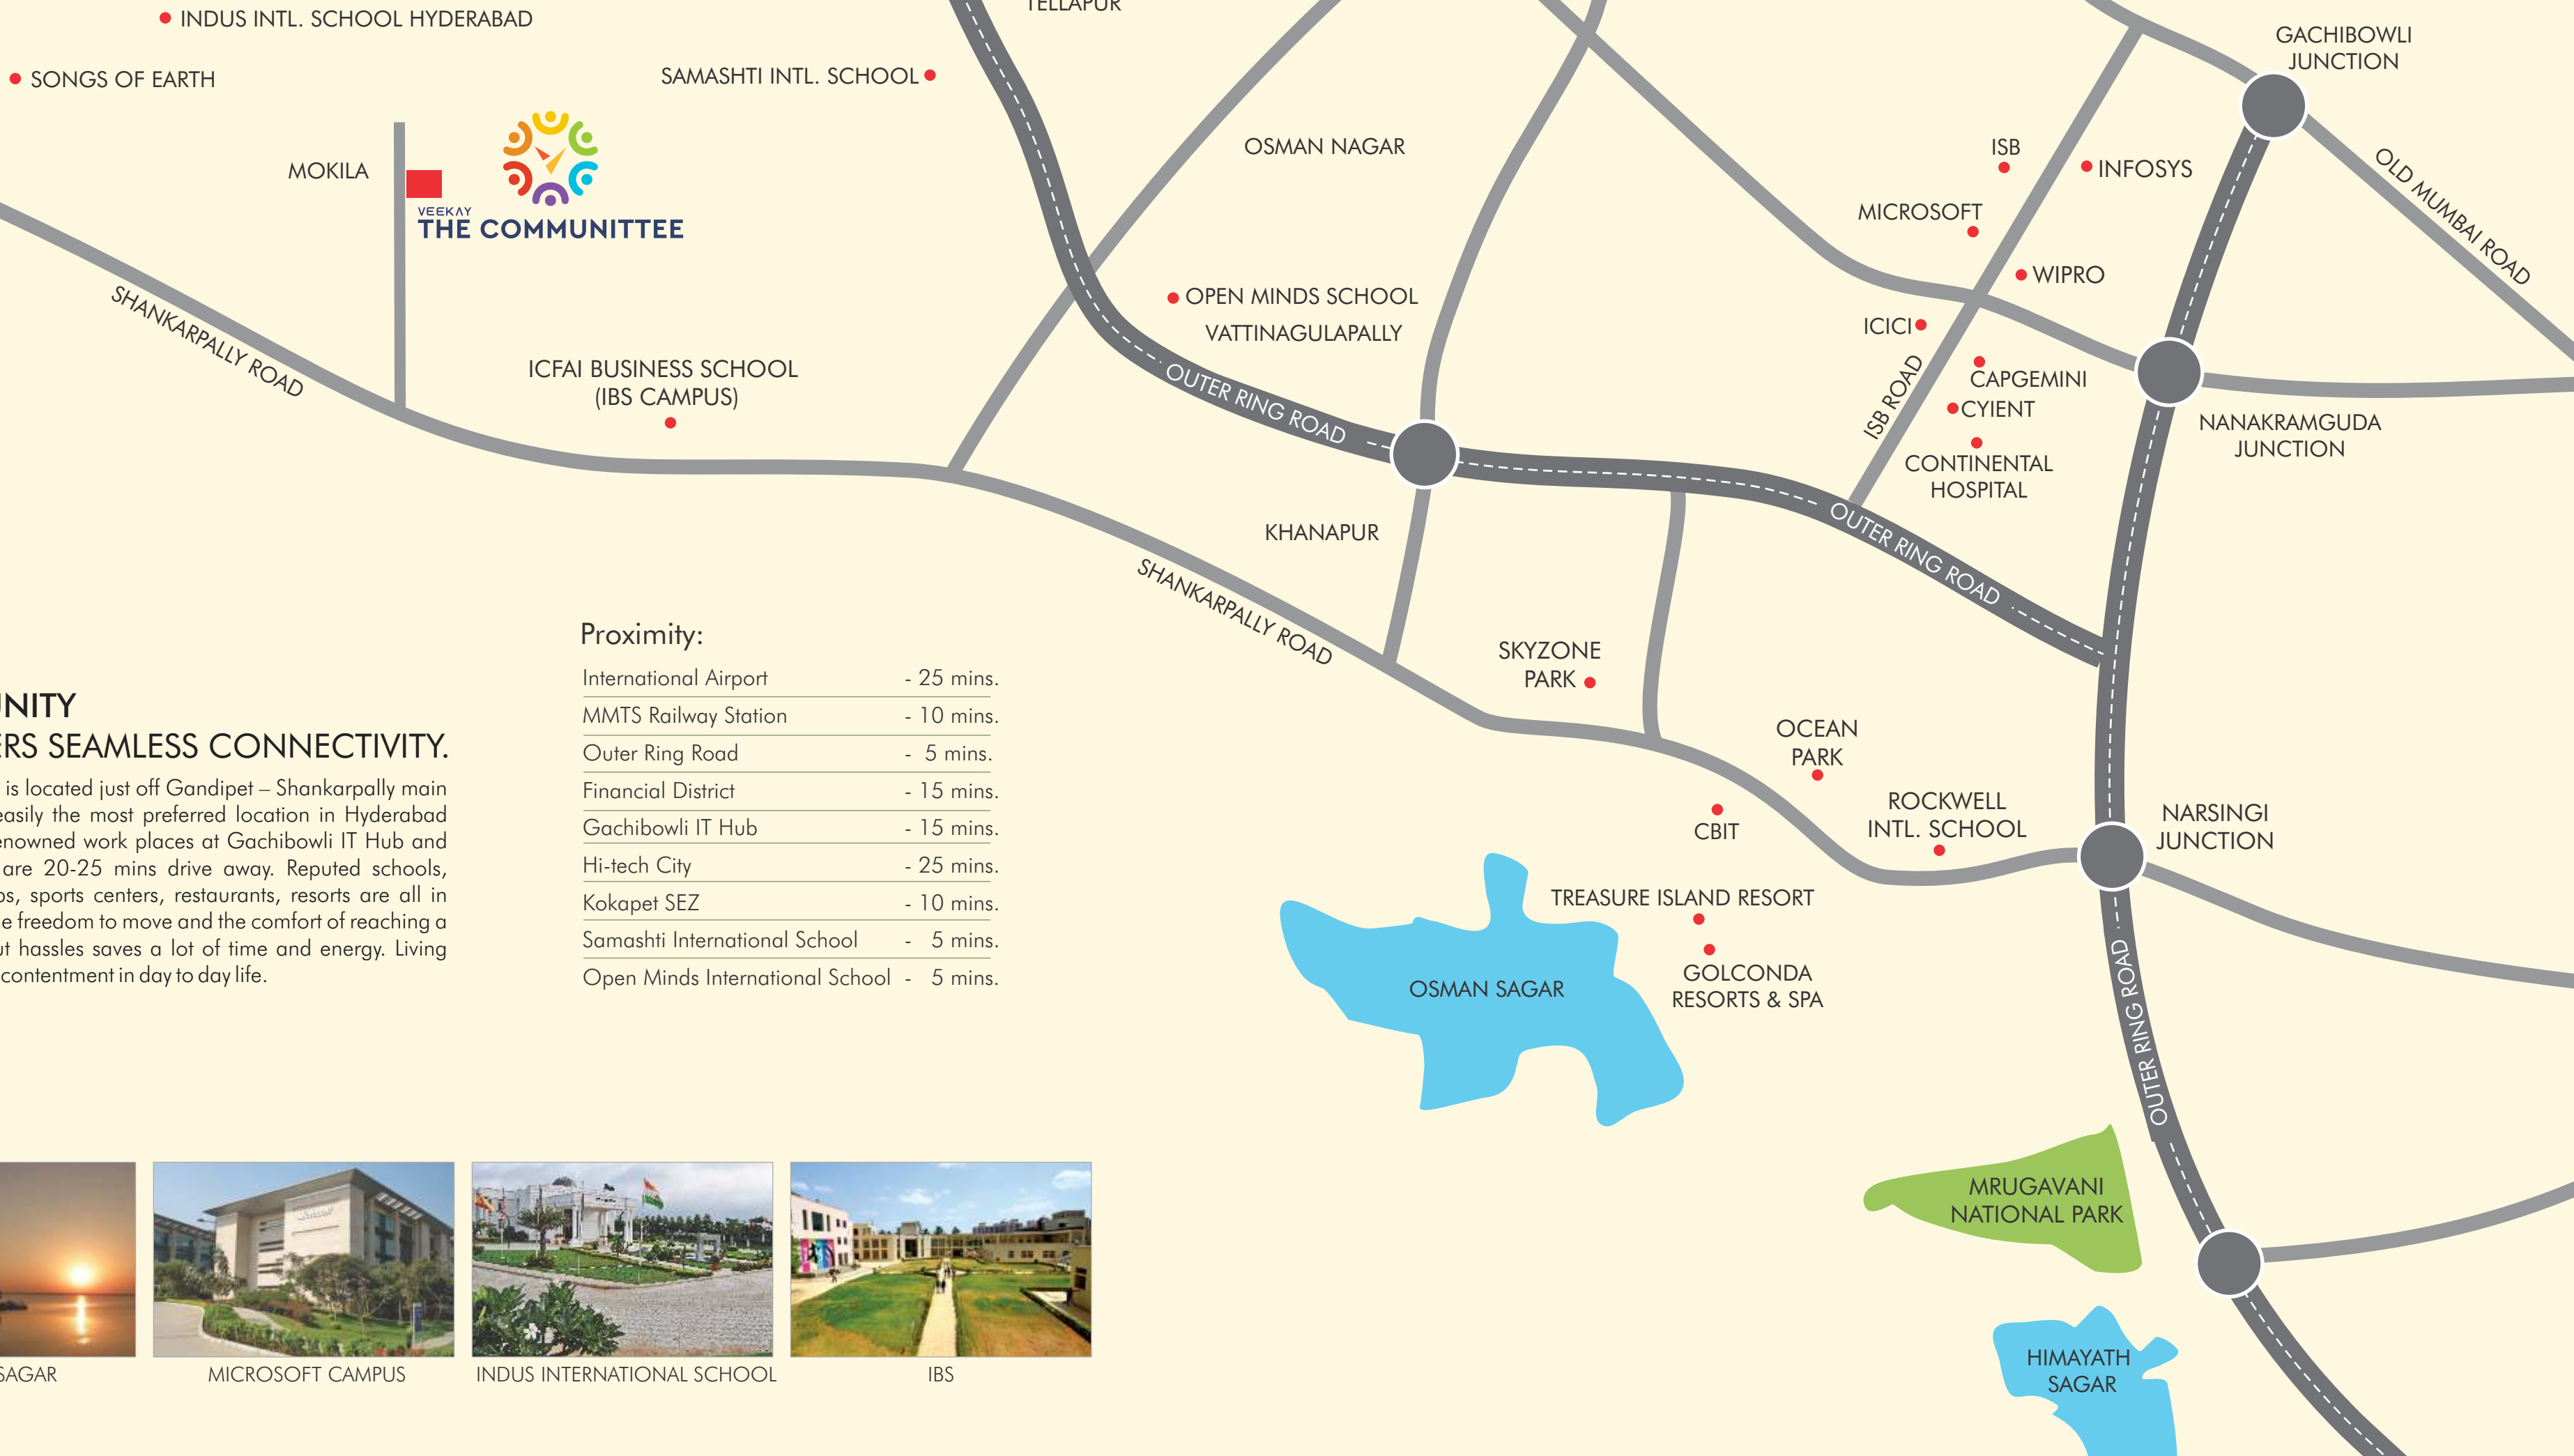 TELLAPUR
INDUS INTL. SCHOOL HYDERABAD
SONGS OF EARTH
SAMASHTI INTL. SCHOOL
MOKILA
VEEKAY
THE COMMUNITTEE
SHANKARPALLY ROAD
ICFAI BUSINESS SCHOOL
(IBS CAMPUS)
OSMAN NAGAR
OPEN MINDS SCHOOL
VATTINAGULAPALLY
OUTER RING ROAD
KHANAPUR
SHANKARPALLY ROAD
GACHIBOWLI
JUNCTION
OLD MUMBAI ROAD
ISB
INFOSYS
MICROSOFT
WIPRO
ICICI
ISB ROAD
CAPGEMINI
CYIENT
CONTINENTAL
HOSPITAL
NANAKRAMGUDA
JUNCTION
OUTER RING ROAD
SKYZONE
PARK
OCEAN
PARK
CBIT
ROCKWELL
INTL. SCHOOL
NARSINGI
JUNCTION
TREASURE ISLAND RESORT
GOLCONDA
RESORTS & SPA
OSMAN SAGAR
OUTER RING ROAD
MRUGAVANI
NATIONAL PARK
HIMAYATH
SAGAR
Proximity:
International Airport - 25 mins.
MMTS Railway Station - 10 mins.
Outer Ring Road - 5 mins.
Financial District - 15 mins.
Gachibowli IT Hub - 15 mins.
Hi-tech City - 25 mins.
Kokapet SEZ - 10 mins.
Samashti International School - 5 mins.
Open Minds International School - 5 mins.
NITY
ERS SEAMLESS CONNECTIVITY.
is located just off Gandipet – Shankarpally main
easily the most preferred location in Hyderabad
enowned work places at Gachibowli IT Hub and
are 20-25 mins drive away. Reputed schools,
os, sports centers, restaurants, resorts are all in
e freedom to move and the comfort of reaching a
ut hassles saves a lot of time and energy. Living
contentment in day to day life.
SAGAR
MICROSOFT CAMPUS
INDUS INTERNATIONAL SCHOOL
IBS